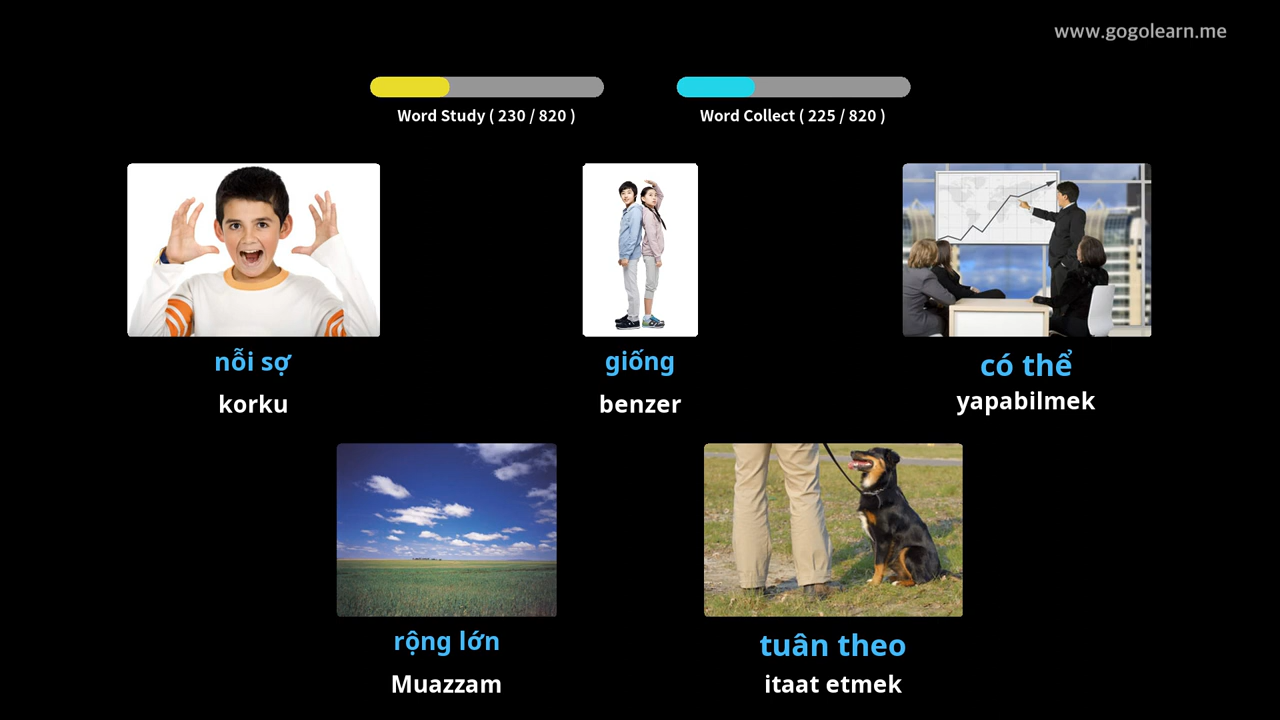 www.gogolearn.me
Word Study ( 230 / 820 )
Word Collect ( 225 / 820 )
nỗi sợ
korku
giống
benzer
có thể
yapabilmek
rộng lớn
Muazzam
tuân theo
itaat etmek